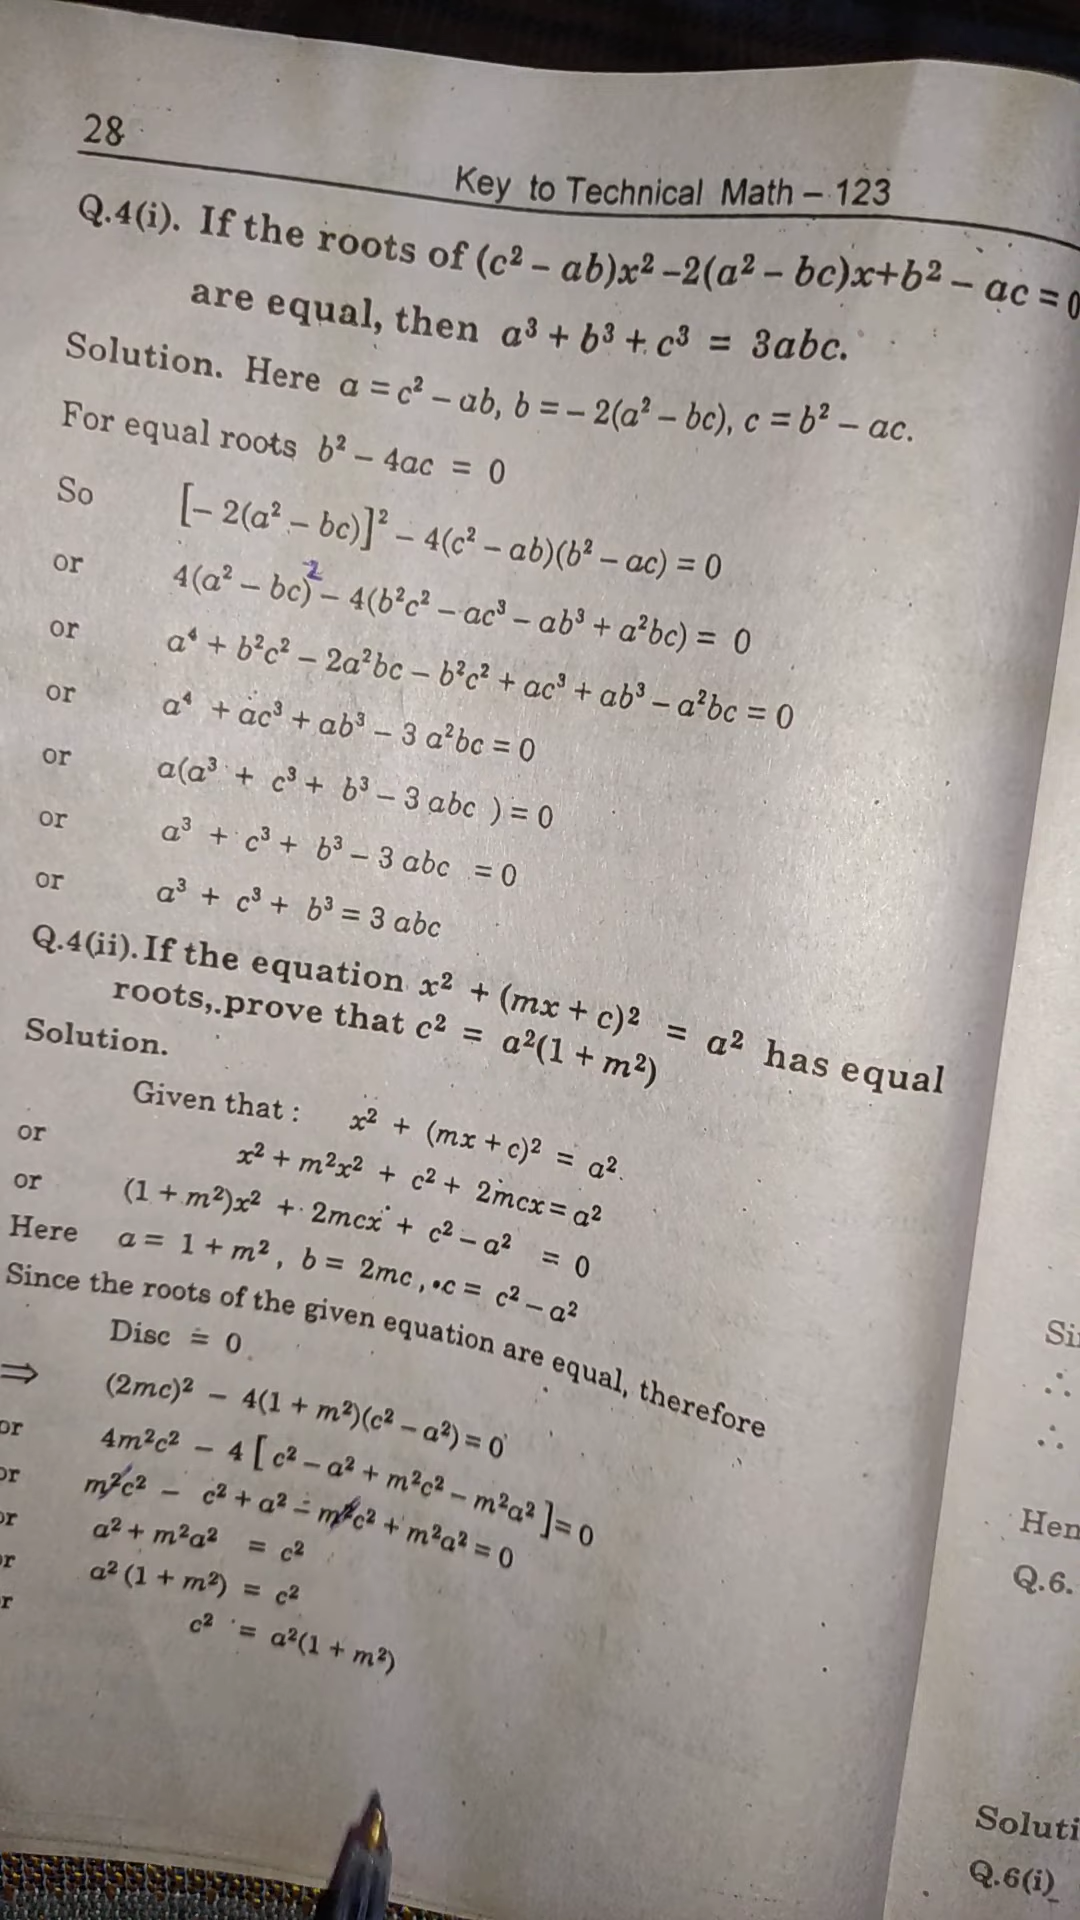 28
Key to Technical Math – 123
Q.4(i). If the roots of (c² – ab)x² –2(a² – bc)x+b² – ac = 0
are equal, then a³ + b³ + c³ = 3abc.
Solution. Here a = c² – ab, b = – 2(a² – bc), c = b² – ac.
For equal roots b² – 4ac = 0
So [– 2(a² – bc)]² – 4(c² – ab)(b² – ac) = 0
or 4(a² – bc)² – 4(b²c² – ac³ – ab³ + a²bc) = 0
or a⁴ + b²c² – 2a²bc – b²c² + ac³ + ab³ – a²bc = 0
or a⁴ + ac³ + ab³ – 3 a²bc = 0
or a(a³ + c³ + b³ – 3 abc ) = 0
or a³ + c³ + b³ – 3 abc = 0
or a³ + c³ + b³ = 3 abc
Q.4(ii). If the equation x² + (mx + c)² = a² has equal
roots, prove that c² = a²(1 + m²)
Solution.
Given that : x² + (mx + c)² = a².
or x² + m²x² + c² + 2mcx = a²
or (1 + m²)x² + 2mcx + c² – a² = 0
Here a = 1 + m², b = 2mc, c = c² – a²
Since the roots of the given equation are equal, therefore
Disc = 0
⇒ (2mc)² – 4(1 + m²)(c² – a²) = 0
or 4m²c² – 4 [ c² – a² + m²c² – m²a² ] = 0
or m²c² – c² + a² – m²c² + m²a² = 0
or a² + m²a² = c²
or a² (1 + m²) = c²
r c² = a²(1 + m²)
∴
∴
Hen
Q.6.
Soluti
Q.6(i)